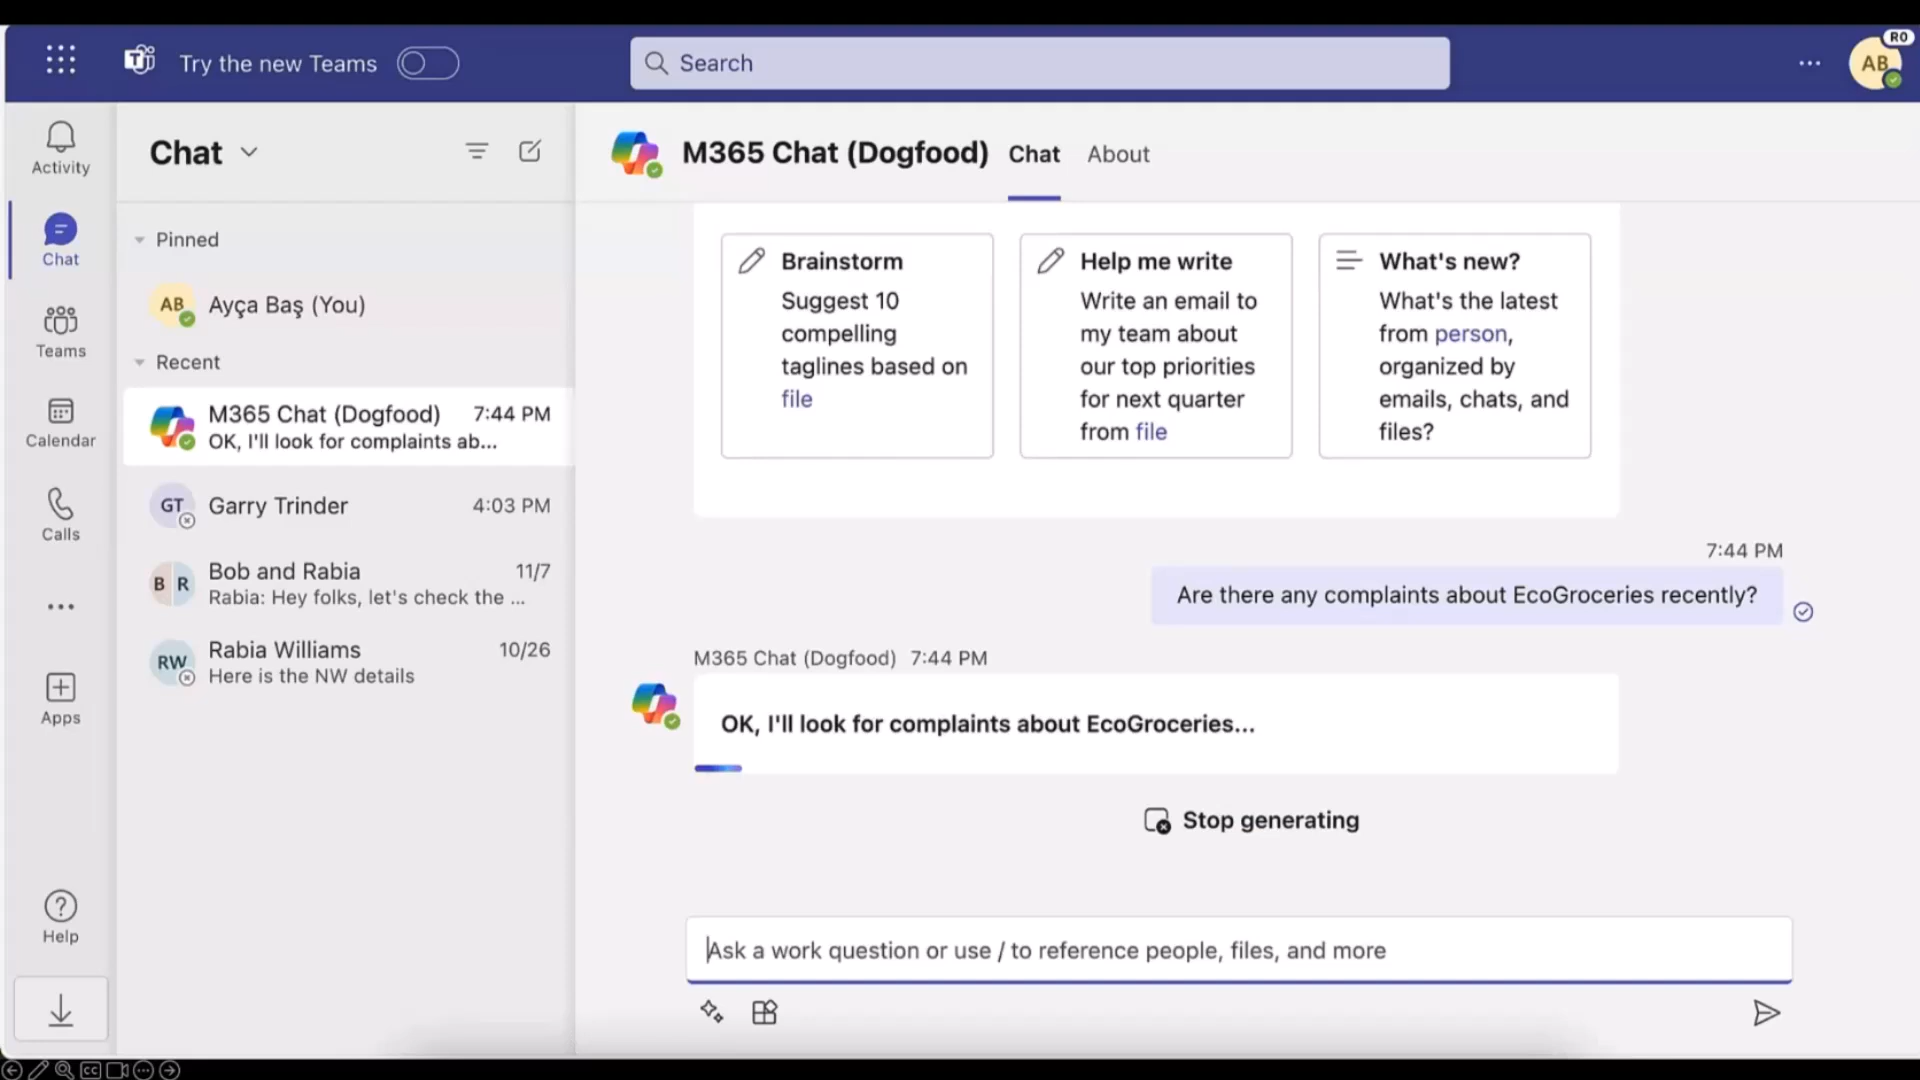 Try the new Teams
Search
RO
AB
Activity
Chat
Teams
Calendar
Calls
Apps
Help
Chat
Pinned
AB Ayça Baş (You)
Recent
M365 Chat (Dogfood) 7:44 PM
OK, I'll look for complaints ab...
GT Garry Trinder 4:03 PM
B R Bob and Rabia 11/7
Rabia: Hey folks, let's check the ...
RW Rabia Williams 10/26
Here is the NW details
M365 Chat (Dogfood) Chat About
Brainstorm
Suggest 10
compelling
taglines based on
file
Help me write
Write an email to
my team about
our top priorities
for next quarter
from file
What's new?
What's the latest
from person,
organized by
emails, chats, and
files?
7:44 PM
Are there any complaints about EcoGroceries recently?
M365 Chat (Dogfood) 7:44 PM
OK, I'll look for complaints about EcoGroceries...
Stop generating
Ask a work question or use / to reference people, files, and more
CC